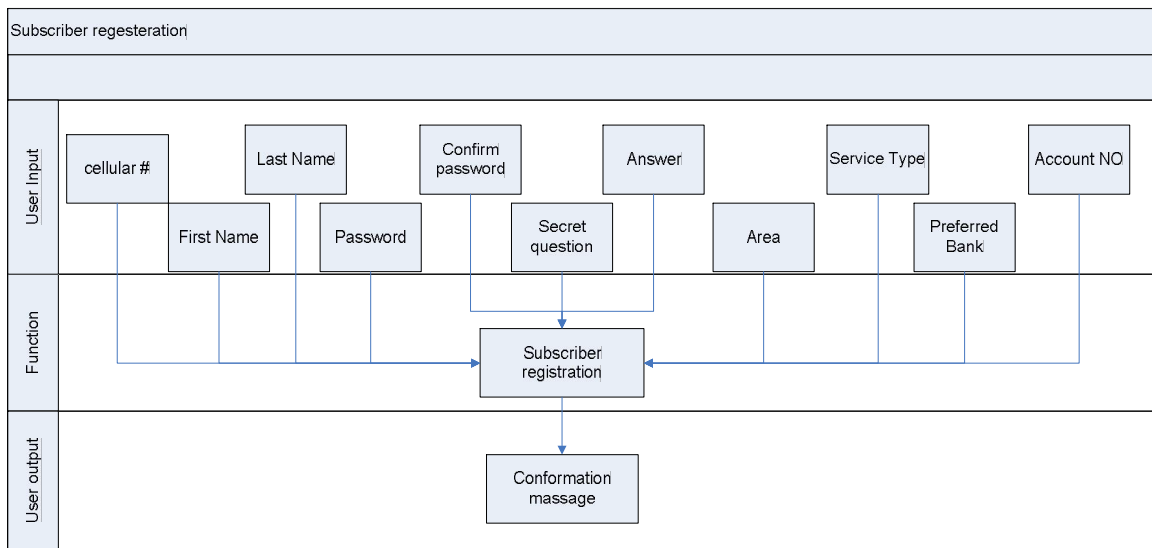 Subscriber regesteration
User Input
cellular #
First Name
Last Name
Password
Confirm
password
Secret
question
Answer
Area
Service Type
Preferred
Bank
Account NO
Function
Subscriber
registration
User output
Conformation
massage